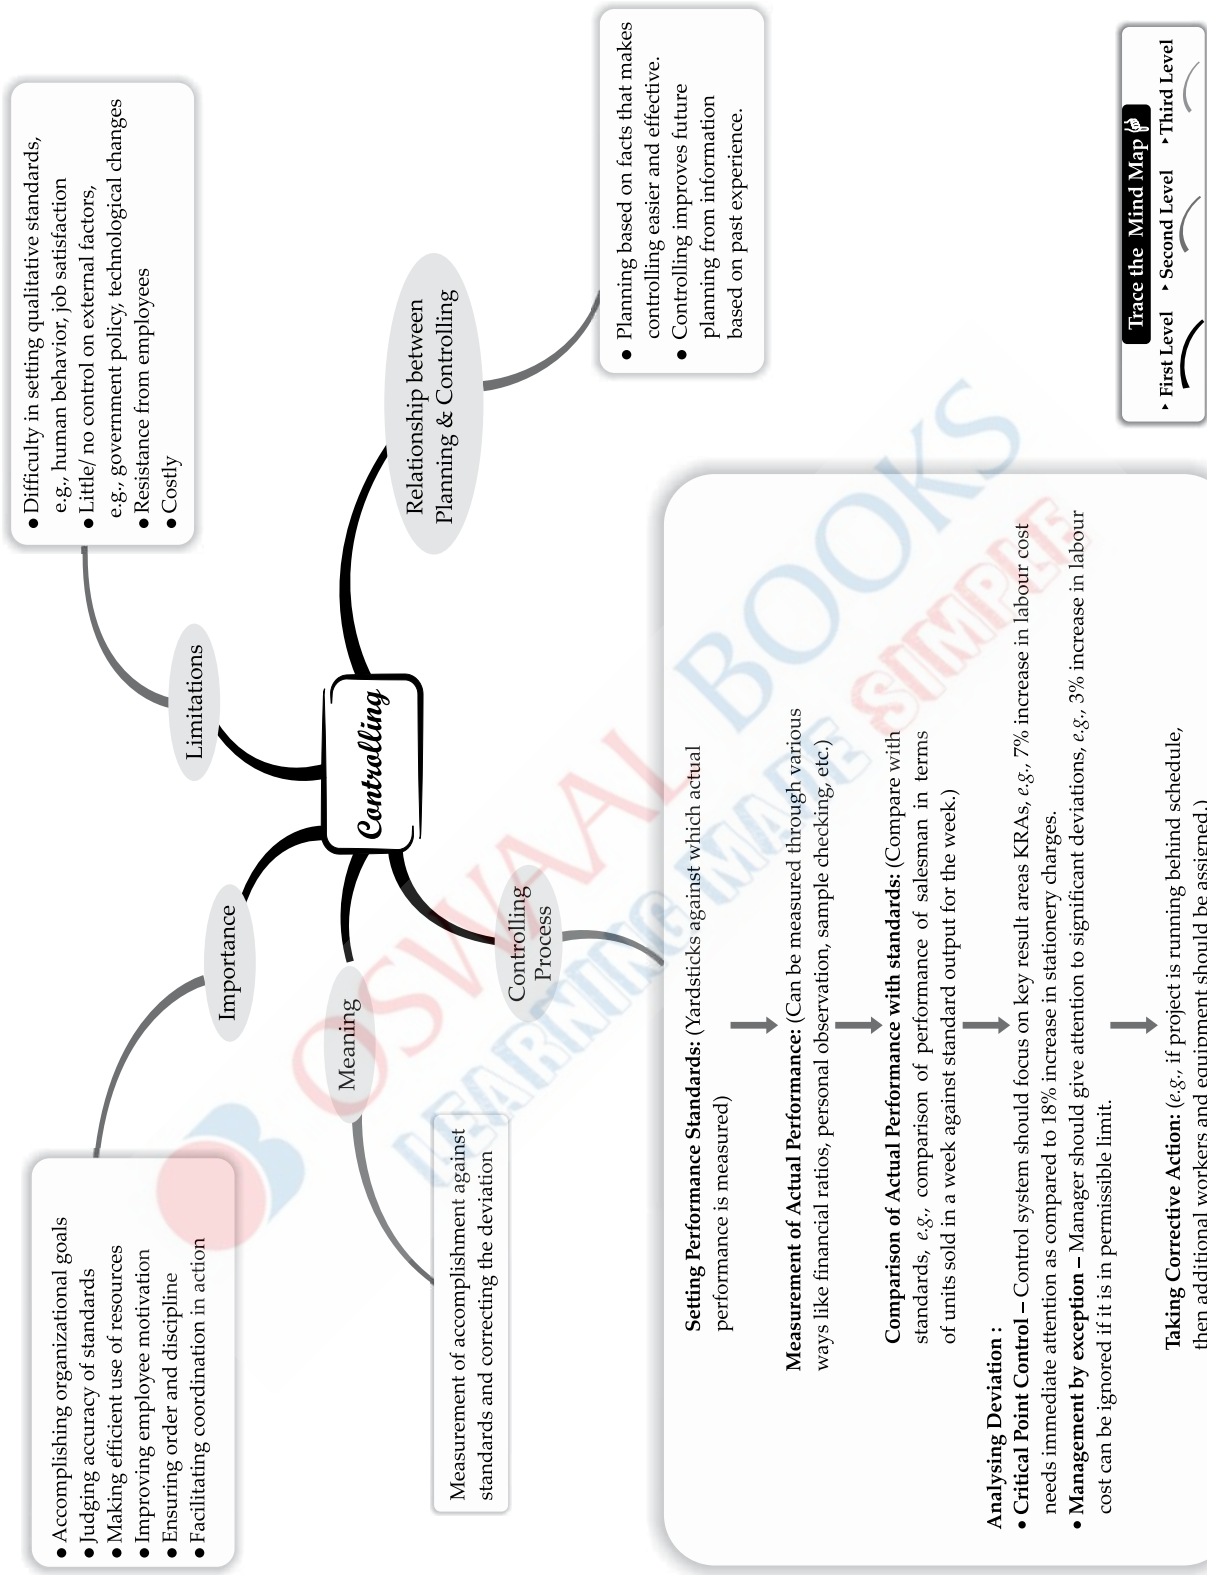 Controlling
Importance
● Accomplishing organizational goals
● Judging accuracy of standards
● Making efficient use of resources
● Improving employee motivation
● Ensuring order and discipline
● Facilitating coordination in action
Limitations
● Difficulty in setting qualitative standards,
e.g., human behavior, job satisfaction
● Little/ no control on external factors,
e.g., government policy, technological changes
● Resistance from employees
● Costly
Meaning
Measurement of accomplishment against
standards and correcting the deviation
Relationship between
Planning & Controlling
● Planning based on facts that makes
controlling easier and effective.
● Controlling improves future
planning from information
based on past experience.
Controlling
Process
Setting Performance Standards: (Yardsticks against which actual
performance is measured)
Measurement of Actual Performance: (Can be measured through various
ways like financial ratios, personal observation, sample checking, etc.)
Comparison of Actual Performance with standards: (Compare with
standards, e.g., comparison of performance of salesman in terms
of units sold in a week against standard output for the week.)
Analysing Deviation :
● Critical Point Control – Control system should focus on key result areas KRAs, e.g., 7% increase in labour cost
needs immediate attention as compared to 18% increase in stationery charges.
● Management by exception – Manager should give attention to significant deviations, e.g., 3% increase in labour
cost can be ignored if it is in permissible limit.
Taking Corrective Action: (e.g., if project is running behind schedule,
then additional workers and equipment should be assigned.)
Trace the Mind Map
▸ First Level ▸ Second Level ▸ Third Level
OSWAAL BOOKS
LEARNING MADE SIMPLE